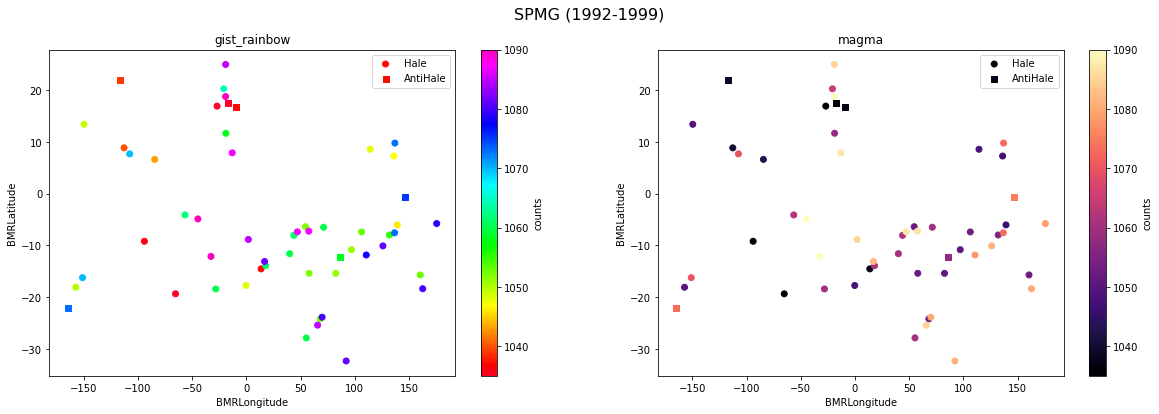 SPMG (1992-1999)
gist_rainbow
Hale
AntiHale
BMRLatitude
20
10
0
−10
−20
−30
−150 −100 −50 0 50 100 150
BMRLongitude
1090
1080
1070
1060
1050
1040
counts
magma
Hale
AntiHale
BMRLatitude
20
10
0
−10
−20
−30
−150 −100 −50 0 50 100 150
BMRLongitude
1090
1080
1070
1060
1050
1040
counts